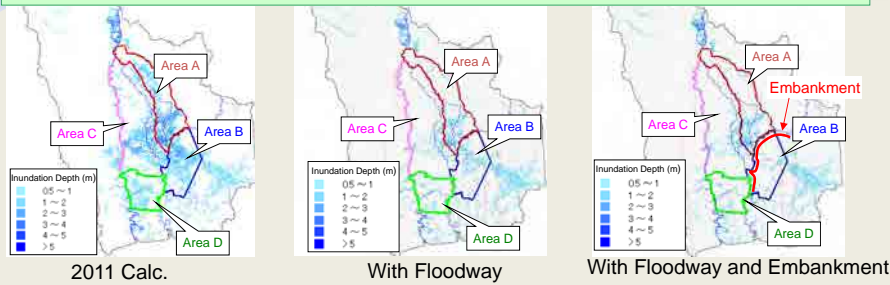 Area A
Area C
Area B
Inundation Depth (m)
05～1
1～2
2～3
3～4
4～5
>5
Area D
2011 Calc.
Area A
Area C
Area B
Inundation Depth (m)
05～1
1～2
2～3
3～4
4～5
>5
Area D
With Floodway
Area A
Embankment
Area C
Area B
Inundation Depth (m)
05～1
1～2
2～3
3～4
4～5
>5
Area D
With Floodway and Embankment